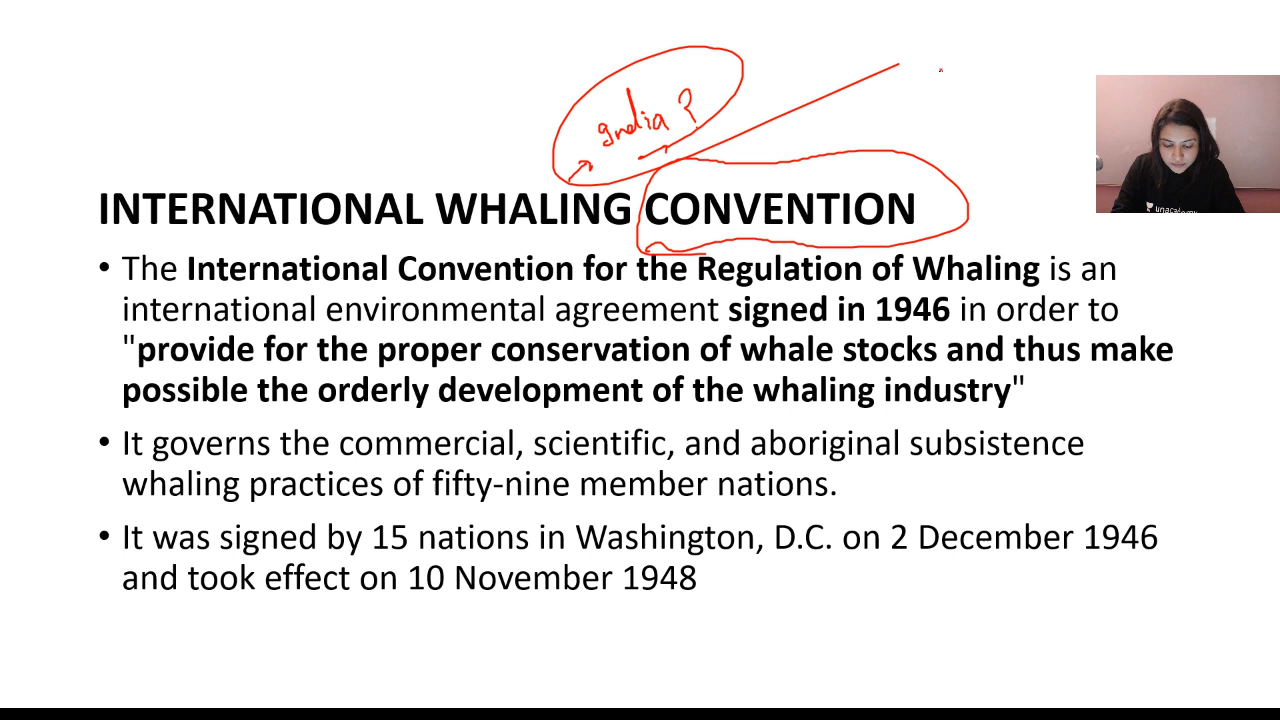 India ?
INTERNATIONAL WHALING CONVENTION
• The International Convention for the Regulation of Whaling is an
international environmental agreement signed in 1946 in order to
"provide for the proper conservation of whale stocks and thus make
possible the orderly development of the whaling industry"
• It governs the commercial, scientific, and aboriginal subsistence
whaling practices of fifty-nine member nations.
• It was signed by 15 nations in Washington, D.C. on 2 December 1946
and took effect on 10 November 1948
unacademy